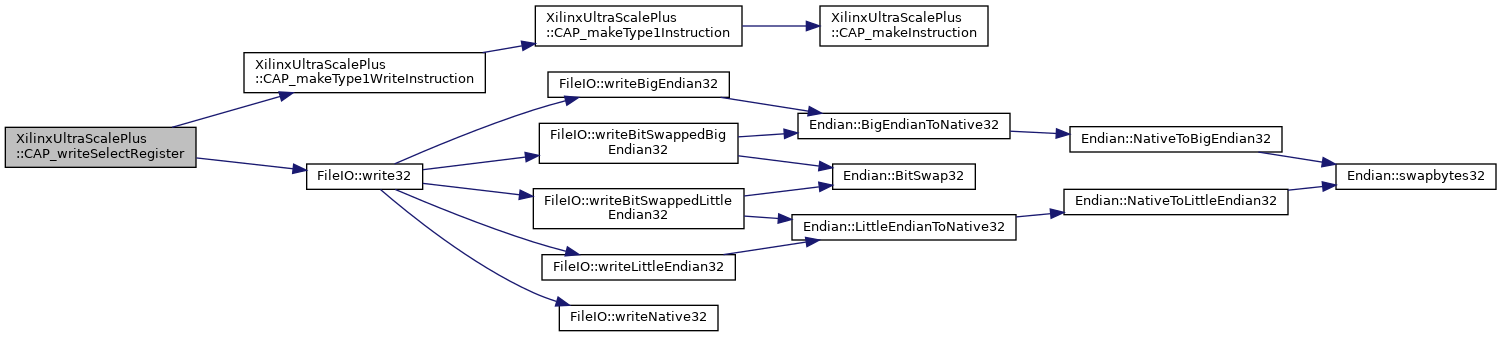 XilinxUltraScalePlus
::CAP_writeSelectRegister
XilinxUltraScalePlus
::CAP_makeType1WriteInstruction
XilinxUltraScalePlus
::CAP_makeType1Instruction
XilinxUltraScalePlus
::CAP_makeInstruction
FileIO::write32
FileIO::writeBigEndian32
FileIO::writeBitSwappedBig
Endian32
FileIO::writeBitSwappedLittle
Endian32
FileIO::writeLittleEndian32
FileIO::writeNative32
Endian::BigEndianToNative32
Endian::BitSwap32
Endian::LittleEndianToNative32
Endian::NativeToBigEndian32
Endian::NativeToLittleEndian32
Endian::swapbytes32